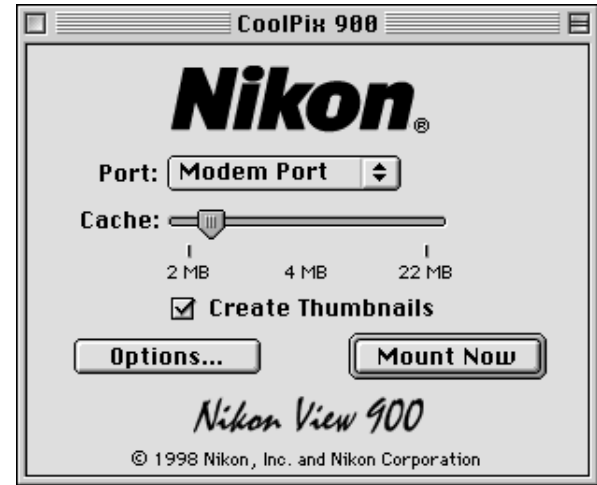 CoolPix 900
Nikon®
Port: Modem Port
Cache:
2 MB 4 MB 22 MB
Create Thumbnails
Options... Mount Now
Nikon View 900
© 1998 Nikon, Inc. and Nikon Corporation